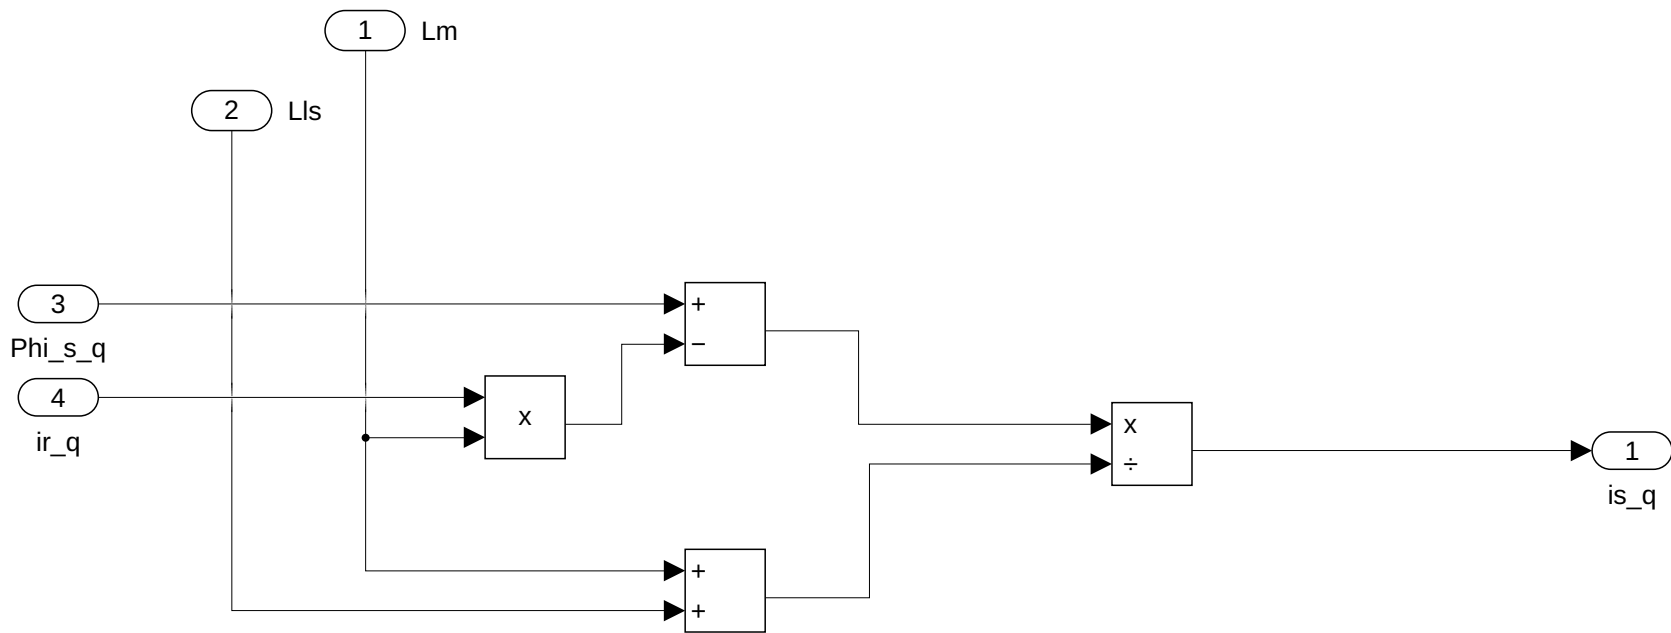 1 Lm
2 Lls
3
+
−
Phi_s_q
4
x
x
÷
ir_q
1
is_q
+
+